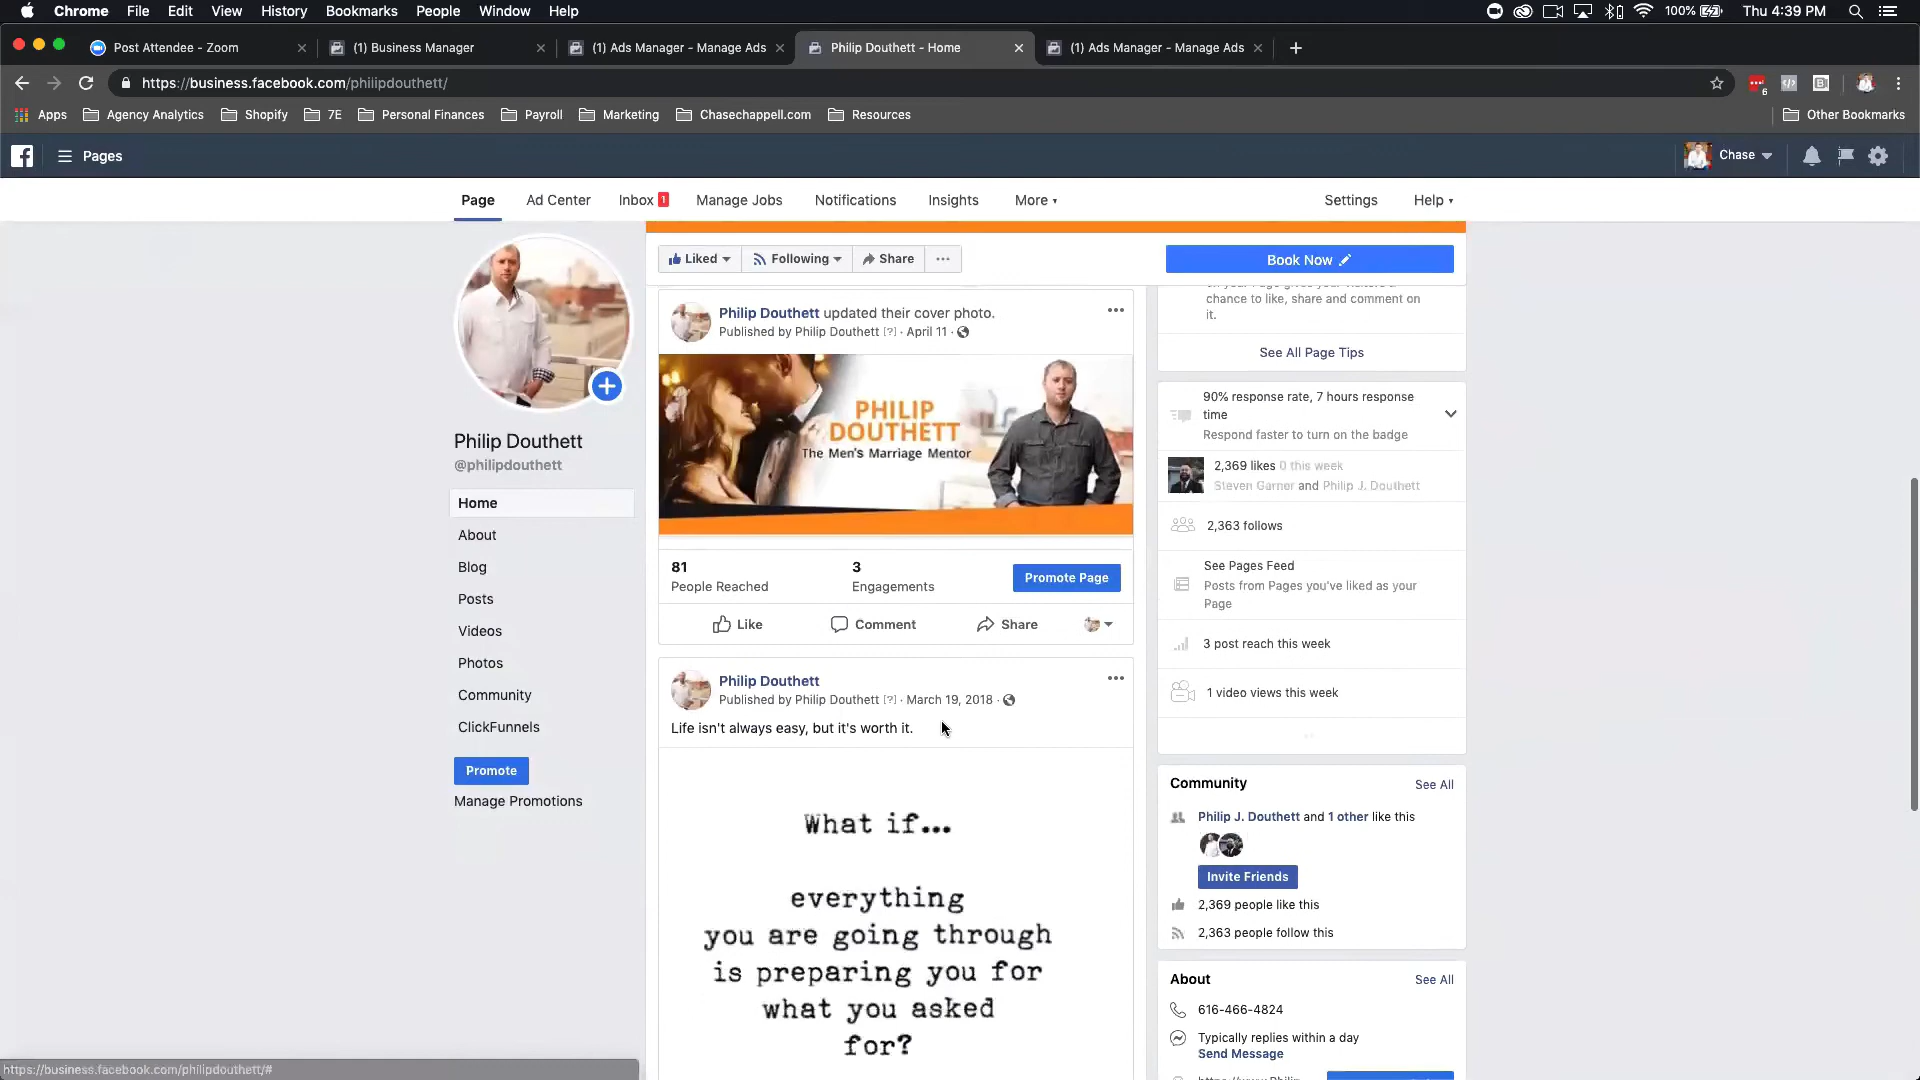 Chrome File Edit View History Bookmarks People Window Help 100% Thu 4:39 PM
Post Attendee - Zoom (1) Business Manager (1) Ads Manager - Manage Ads Philip Douthett - Home (1) Ads Manager - Manage Ads
https://business.facebook.com/philipdouthett/ 6
Apps Agency Analytics Shopify 7E Personal Finances Payroll Marketing Chasechappell.com Resources Other Bookmarks
Pages Chase
Page Ad Center Inbox 1 Manage Jobs Notifications Insights More Settings Help
Liked Following Share ... Book Now
Philip Douthett
@philipdouthett
Home
About
Blog
Posts
Videos
Photos
Community
ClickFunnels
Promote
Manage Promotions
Philip Douthett updated their cover photo.
Published by Philip Douthett [?] · April 11 ·
PHILIP
DOUTHETT
The Men's Marriage Mentor
81 3
People Reached Engagements
Promote Page
Like Comment Share
Philip Douthett
Published by Philip Douthett [?] · March 19, 2018 ·
Life isn't always easy, but it's worth it.
What if...
everything
you are going through
is preparing you for
what you asked
for?
chance to like, share and comment on
it.
See All Page Tips
90% response rate, 7 hours response
time
Respond faster to turn on the badge
2,369 likes 0 this week
Steven Garner and Philip J. Douthett
2,363 follows
See Pages Feed
Posts from Pages you've liked as your
Page
3 post reach this week
1 video views this week
Community See All
Philip J. Douthett and 1 other like this
Invite Friends
2,369 people like this
2,363 people follow this
About See All
616-466-4824
Typically replies within a day
Send Message
https://business.facebook.com/philipdouthett/#